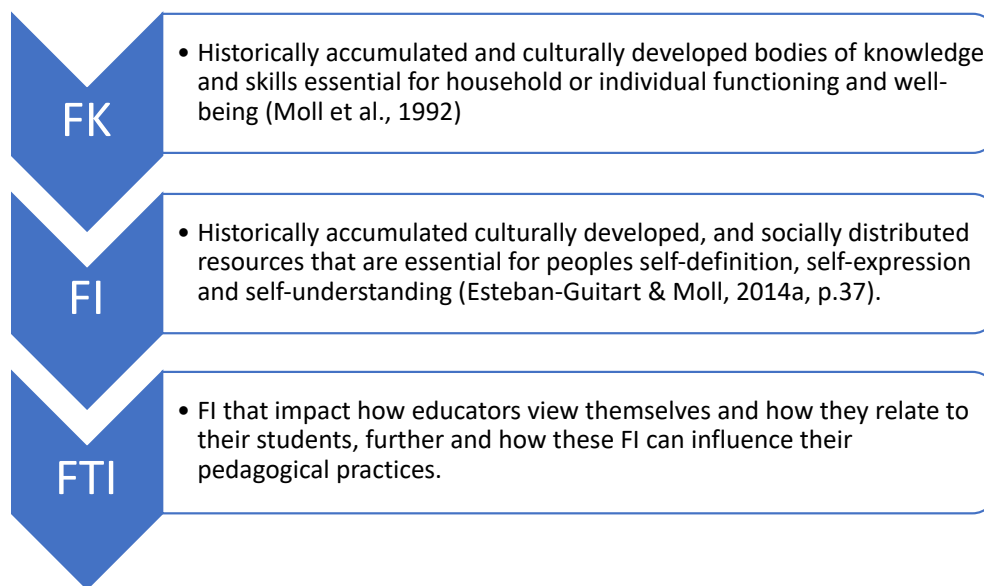 FK
• Historically accumulated and culturally developed bodies of knowledge
and skills essential for household or individual functioning and well-
being (Moll et al., 1992)
FI
• Historically accumulated culturally developed, and socially distributed
resources that are essential for peoples self-definition, self-expression
and self-understanding (Esteban-Guitart & Moll, 2014a, p.37).
FTI
• FI that impact how educators view themselves and how they relate to
their students, further and how these FI can influence their
pedagogical practices.